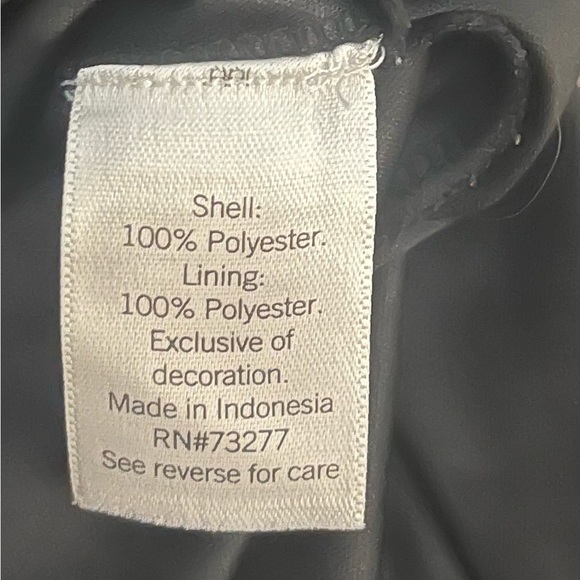 Shell:
100% Polyester.
Lining:
100% Polyester.
Exclusive of
decoration.
Made in Indonesia
RN#73277
See reverse for care